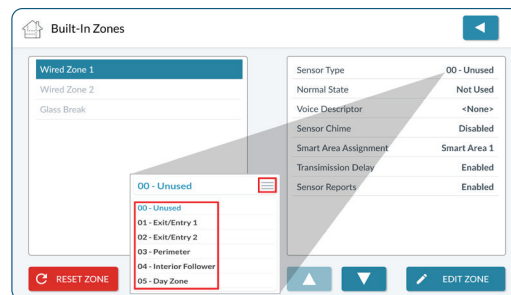 Built-In Zones
Wired Zone 1
Wired Zone 2
Glass Break
Sensor Type 00 - Unused
Normal State Not Used
Voice Descriptor <None>
Sensor Chime Disabled
Smart Area Assignment Smart Area 1
Transimission Delay Enabled
Sensor Reports Enabled
00 - Unused
00 - Unused
01 - Exit/Entry 1
02 - Exit/Entry 2
03 - Perimeter
04 - Interior Follower
05 - Day Zone
RESET ZONE
EDIT ZONE